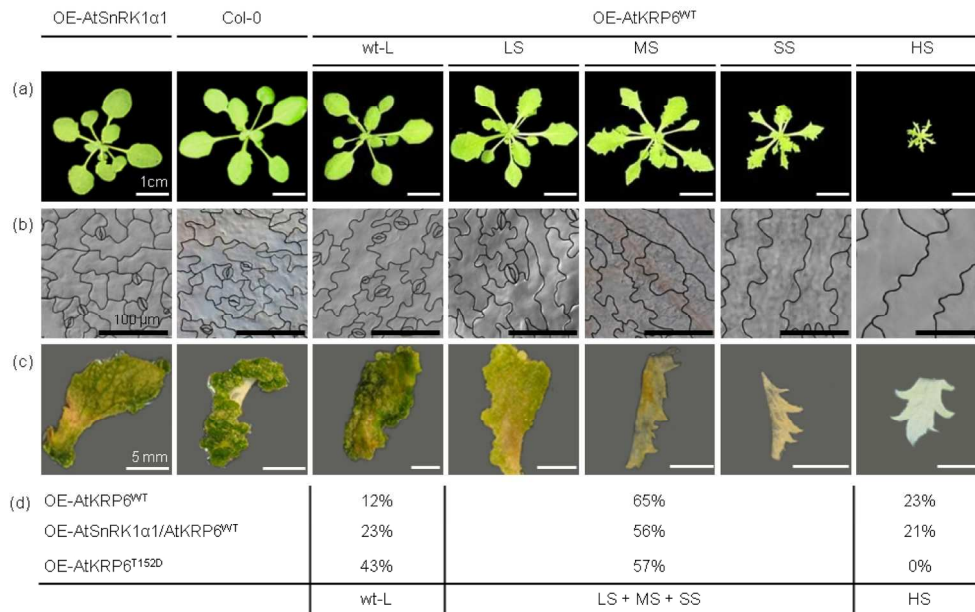 OE-AtSnRK1α1 Col-0 OE-AtKRP6WT
wt-L LS MS SS HS
(a)
1cm
(b)
100 µm
(c)
5 mm
(d) OE-AtKRP6WT 12% 65% 23%
OE-AtSnRK1α1/AtKRP6WT 23% 56% 21%
OE-AtKRP6T152D 43% 57% 0%
wt-L LS + MS + SS HS